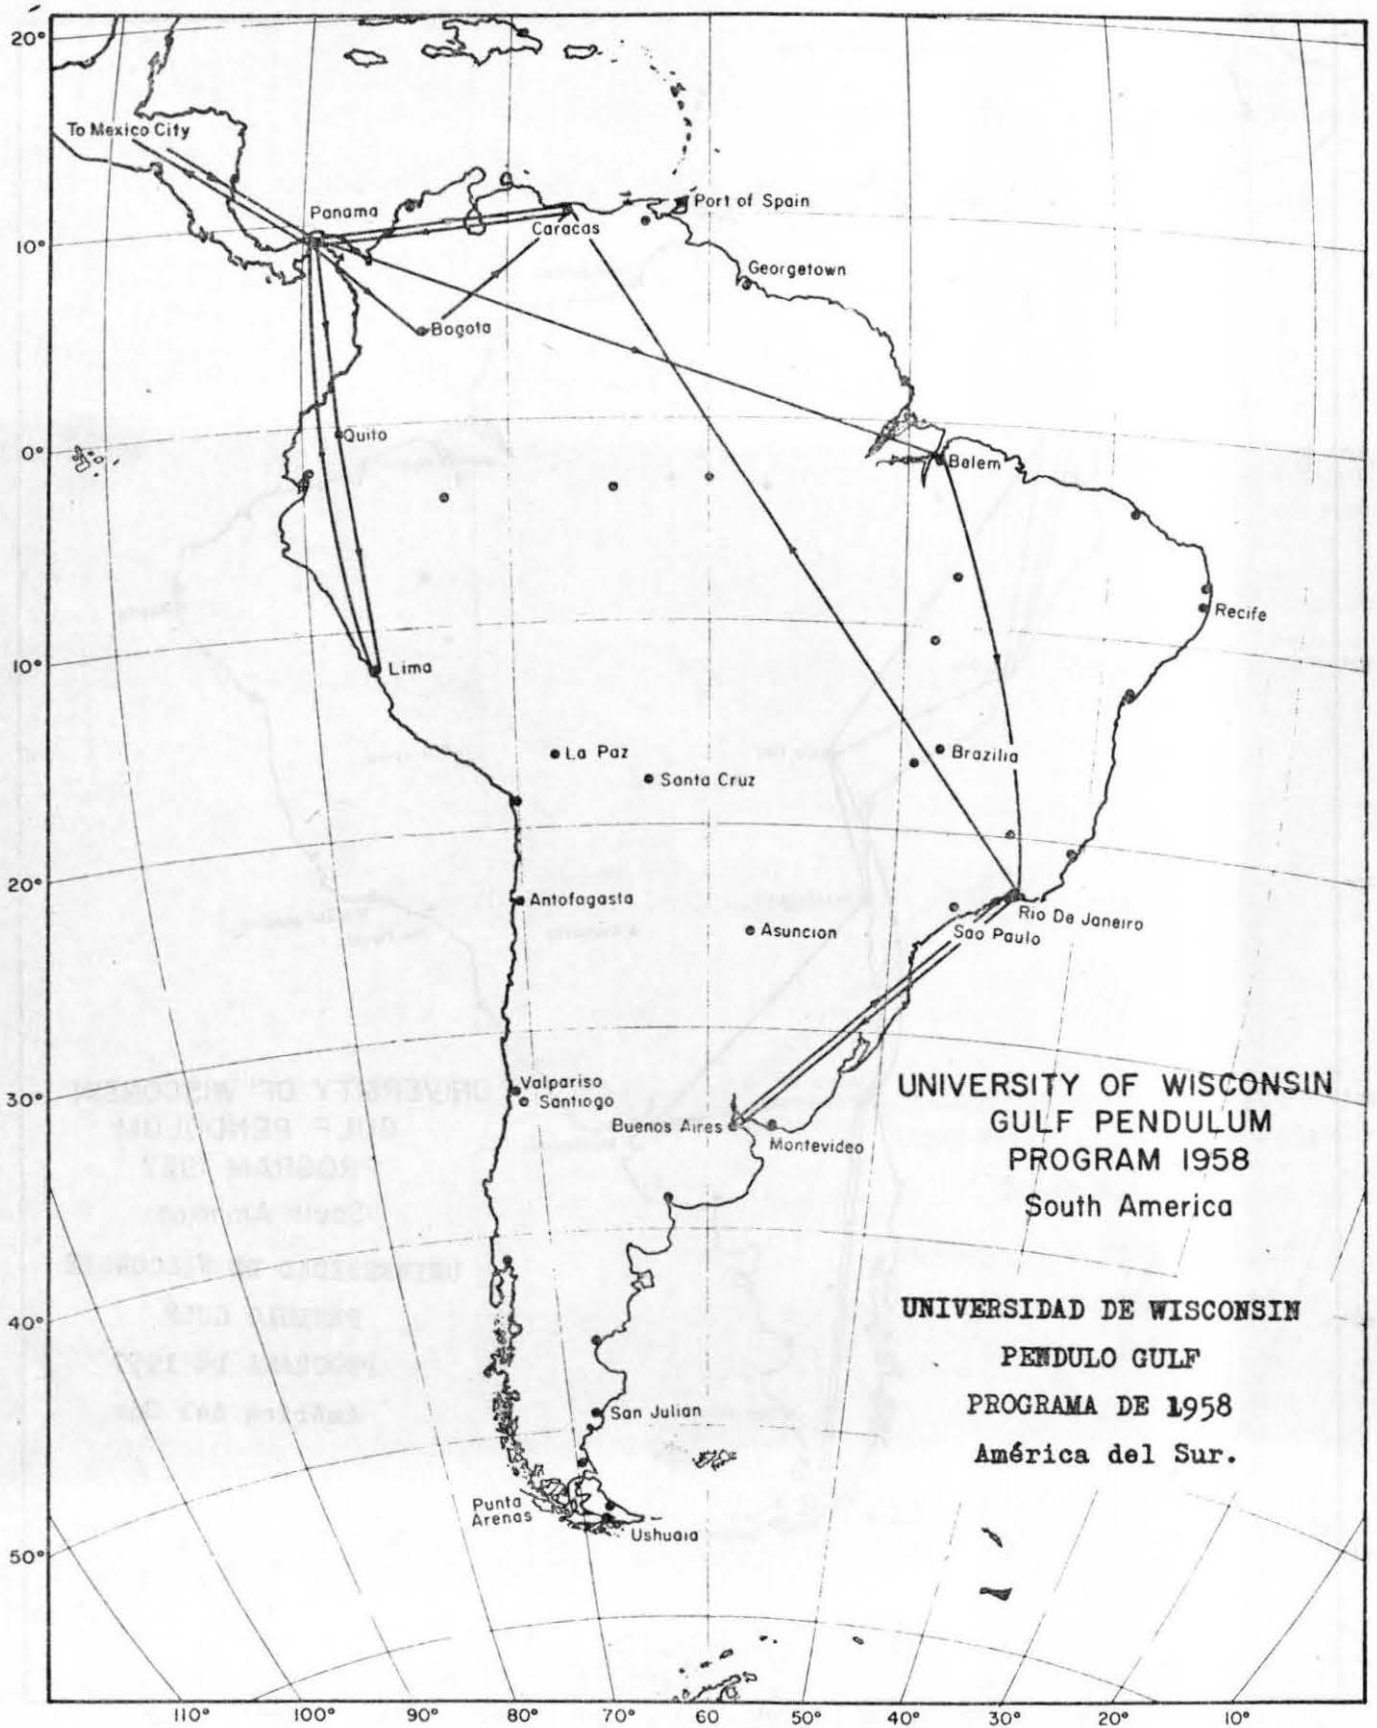 20°
To Mexico City
Panama
Port of Spain
Caracas
10°
Georgetown
Bogota
Quito
0°
Balem
Recife
10°
Lima
La Paz
Brazilia
Santa Cruz
20°
Antofagasta
Rio De Janeiro
Asuncion
Sao Paulo
30°
Valpariso
Santiogo
Buenos Aires
Montevideo
UNIVERSITY OF WISCONSIN
GULF PENDULUM
PROGRAM 1958
South America
UNIVERSIDAD DE WISCONSIN
PENDULO GULF
PROGRAMA DE 1958
América del Sur.
40°
San Julian
Punta
Arenas
Ushuaia
50°
110° 100° 90° 80° 70° 60 50° 40° 30° 20° 10°